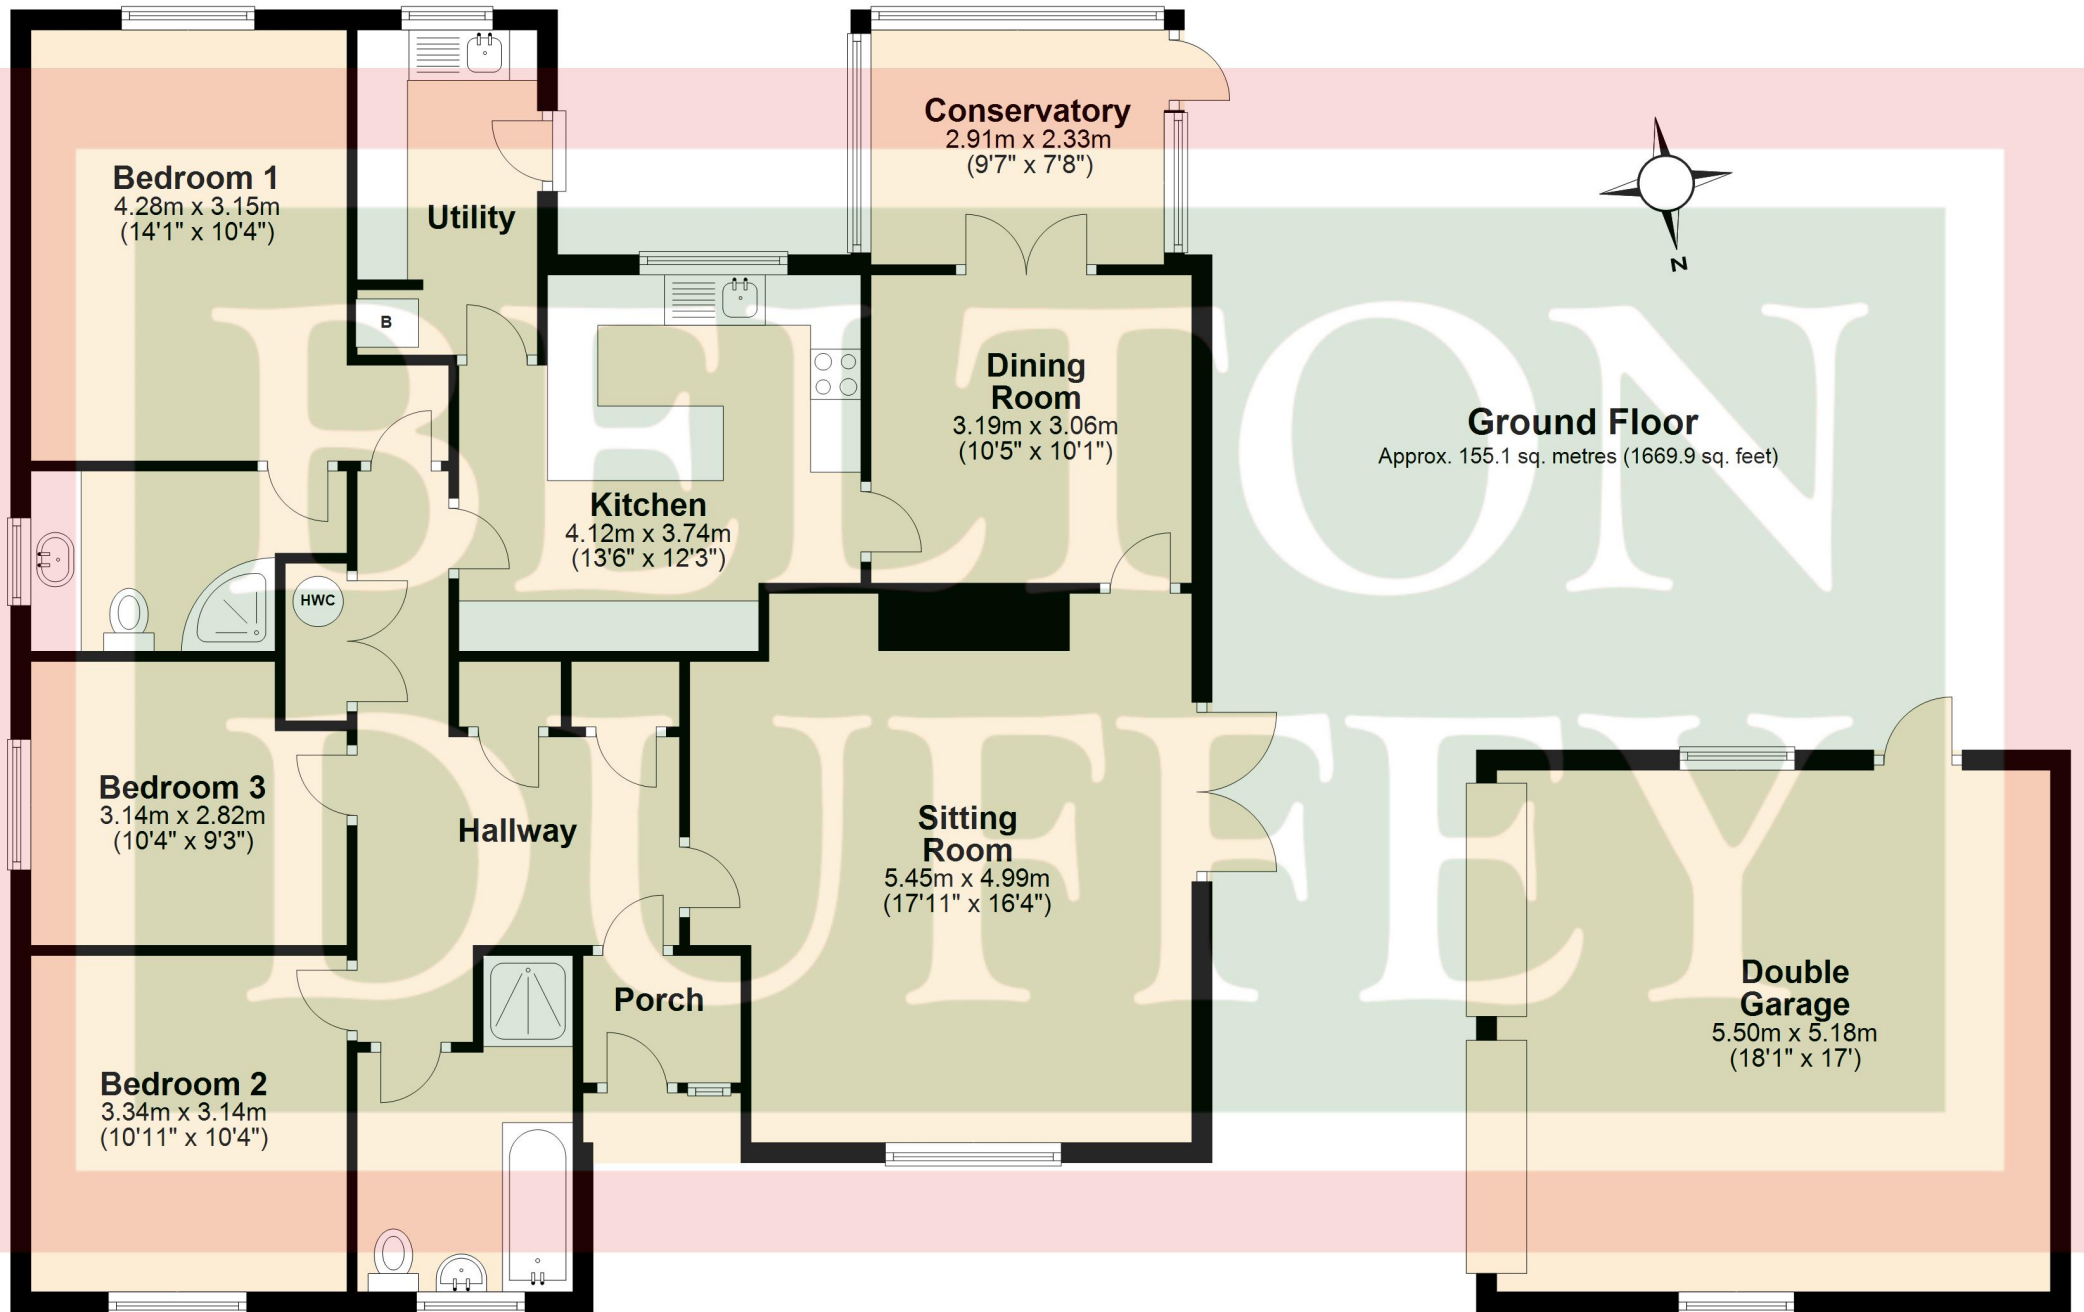 Bedroom 1
4.28m x 3.15m
(14'1" x 10'4")
Utility
B
Conservatory
2.91m x 2.33m
(9'7" x 7'8")
N
Dining
Room
3.19m x 3.06m
(10'5" x 10'1")
Ground Floor
Approx. 155.1 sq. metres (1669.9 sq. feet)
Kitchen
4.12m x 3.74m
(13'6" x 12'3")
HWC
BELTON
DUFFEY
Bedroom 3
3.14m x 2.82m
(10'4" x 9'3")
Hallway
Sitting
Room
5.45m x 4.99m
(17'11" x 16'4")
Porch
Double
Garage
5.50m x 5.18m
(18'1" x 17')
Bedroom 2
3.34m x 3.14m
(10'11" x 10'4")